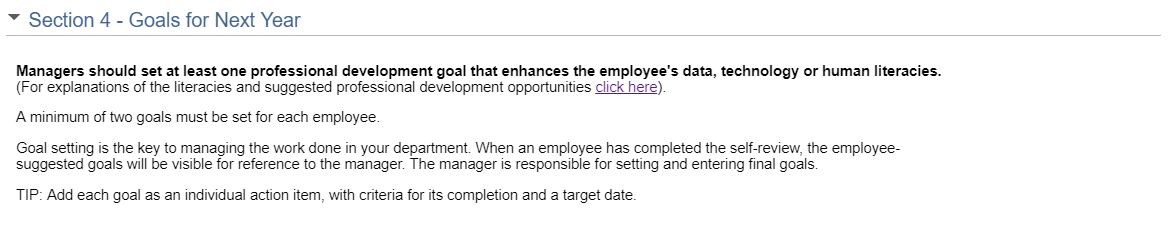 Section 4 - Goals for Next Year
Managers should set at least one professional development goal that enhances the employee's data, technology or human literacies.
(For explanations of the literacies and suggested professional development opportunities click here).
A minimum of two goals must be set for each employee.
Goal setting is the key to managing the work done in your department. When an employee has completed the self-review, the employee-
suggested goals will be visible for reference to the manager. The manager is responsible for setting and entering final goals.
TIP: Add each goal as an individual action item, with criteria for its completion and a target date.